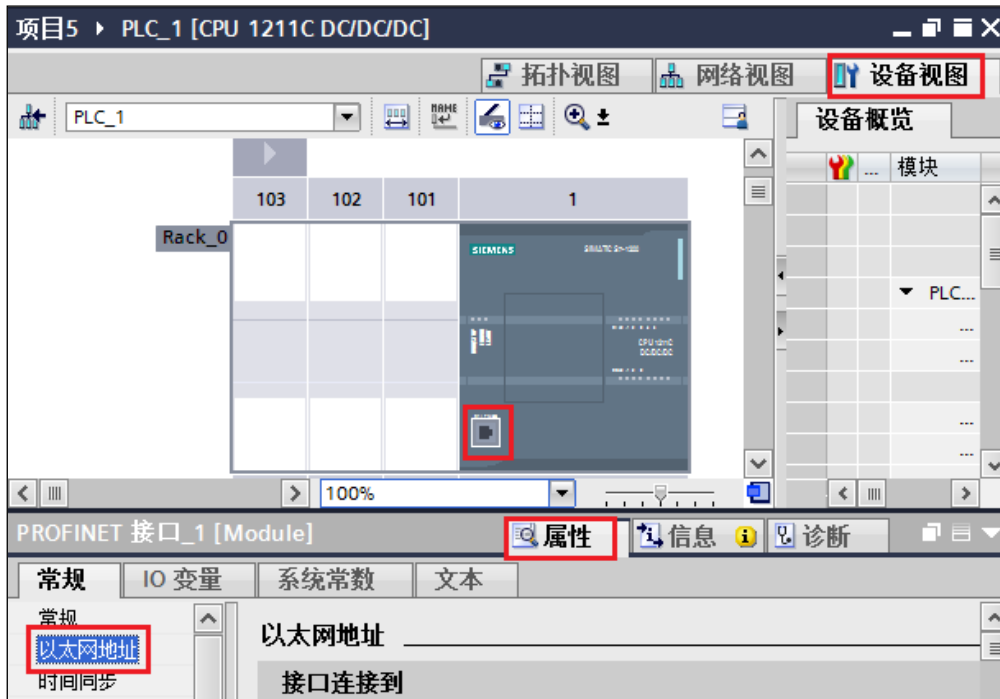 项目5 ▸ PLC_1 [CPU 1211C DC/DC/DC]
拓扑视图 网络视图 设备视图
PLC_1
NAME
设备概览
... 模块
103 102 101 1
Rack_0
SIEMENS
PLC...
...
...
CPU 1211C
DC/DC/DC
...
...
100%
PROFINET 接口_1 [Module]
属性 信息 诊断
常规 IO 变量 系统常数 文本
常规
以太网地址
时间同步
以太网地址
接口连接到